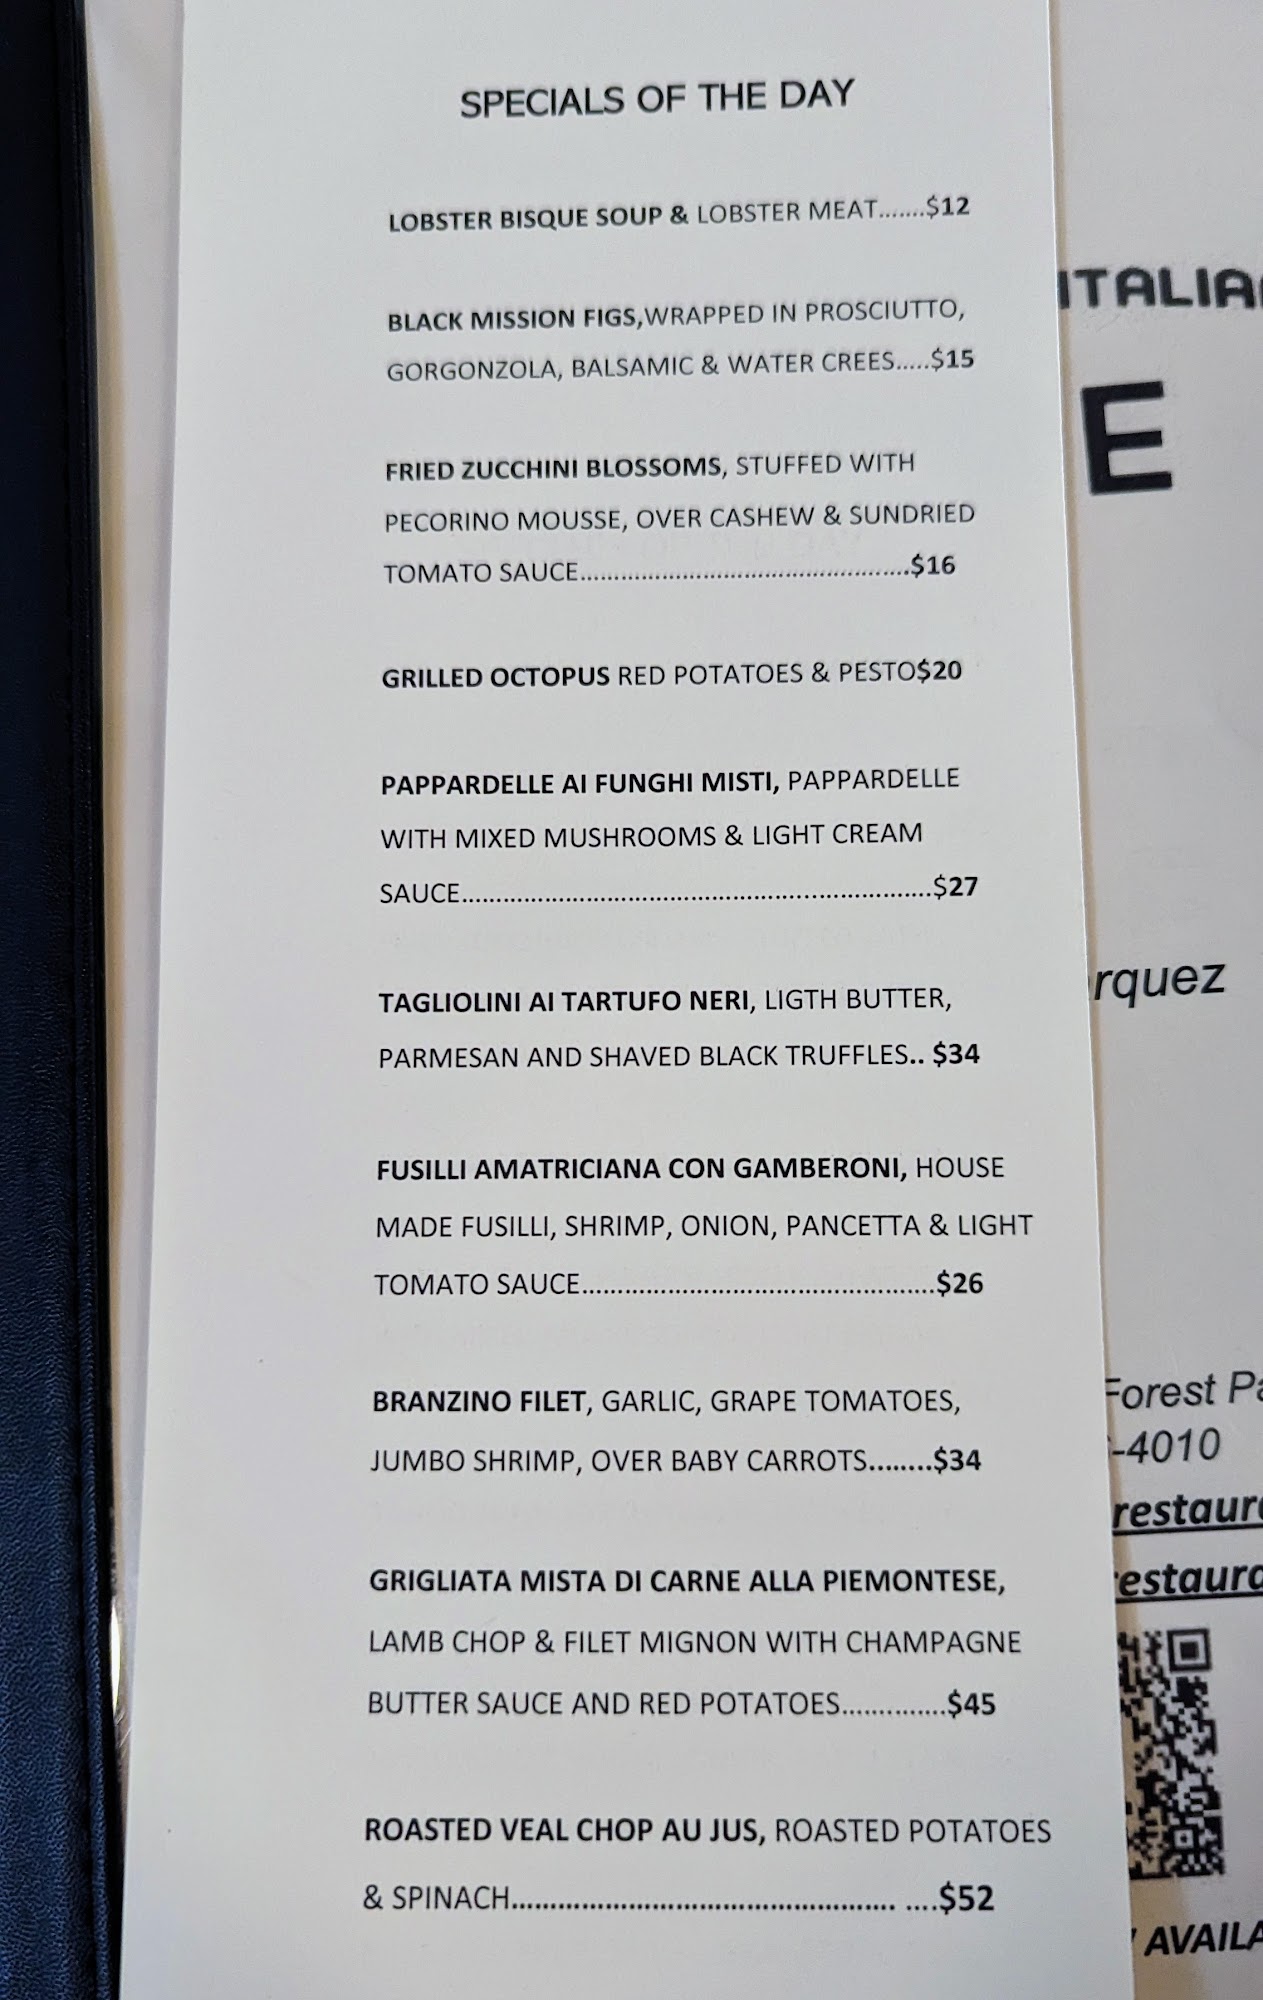 SPECIALS OF THE DAY
LOBSTER BISQUE SOUP & LOBSTER MEAT.......$12
BLACK MISSION FIGS,WRAPPED IN PROSCIUTTO,
GORGONZOLA, BALSAMIC & WATER CREES.....$15
FRIED ZUCCHINI BLOSSOMS, STUFFED WITH
PECORINO MOUSSE, OVER CASHEW & SUNDRIED
TOMATO SAUCE...............................................$16
GRILLED OCTOPUS RED POTATOES & PESTO$20
PAPPARDELLE AI FUNGHI MISTI, PAPPARDELLE
WITH MIXED MUSHROOMS & LIGHT CREAM
SAUCE....................................................................$27
TAGLIOLINI AI TARTUFO NERI, LIGTH BUTTER,
PARMESAN AND SHAVED BLACK TRUFFLES.. $34
FUSILLI AMATRICIANA CON GAMBERONI, HOUSE
MADE FUSILLI, SHRIMP, ONION, PANCETTA & LIGHT
TOMATO SAUCE.................................................$26
BRANZINO FILET, GARLIC, GRAPE TOMATOES,
JUMBO SHRIMP, OVER BABY CARROTS........$34
GRIGLIATA MISTA DI CARNE ALLA PIEMONTESE,
LAMB CHOP & FILET MIGNON WITH CHAMPAGNE
BUTTER SAUCE AND RED POTATOES..............$45
ROASTED VEAL CHOP AU JUS, ROASTED POTATOES
& SPINACH.................................................... ....$52
ITALIA
E
rquez
Forest Pa
-4010
restaur
estaura
AVAILA